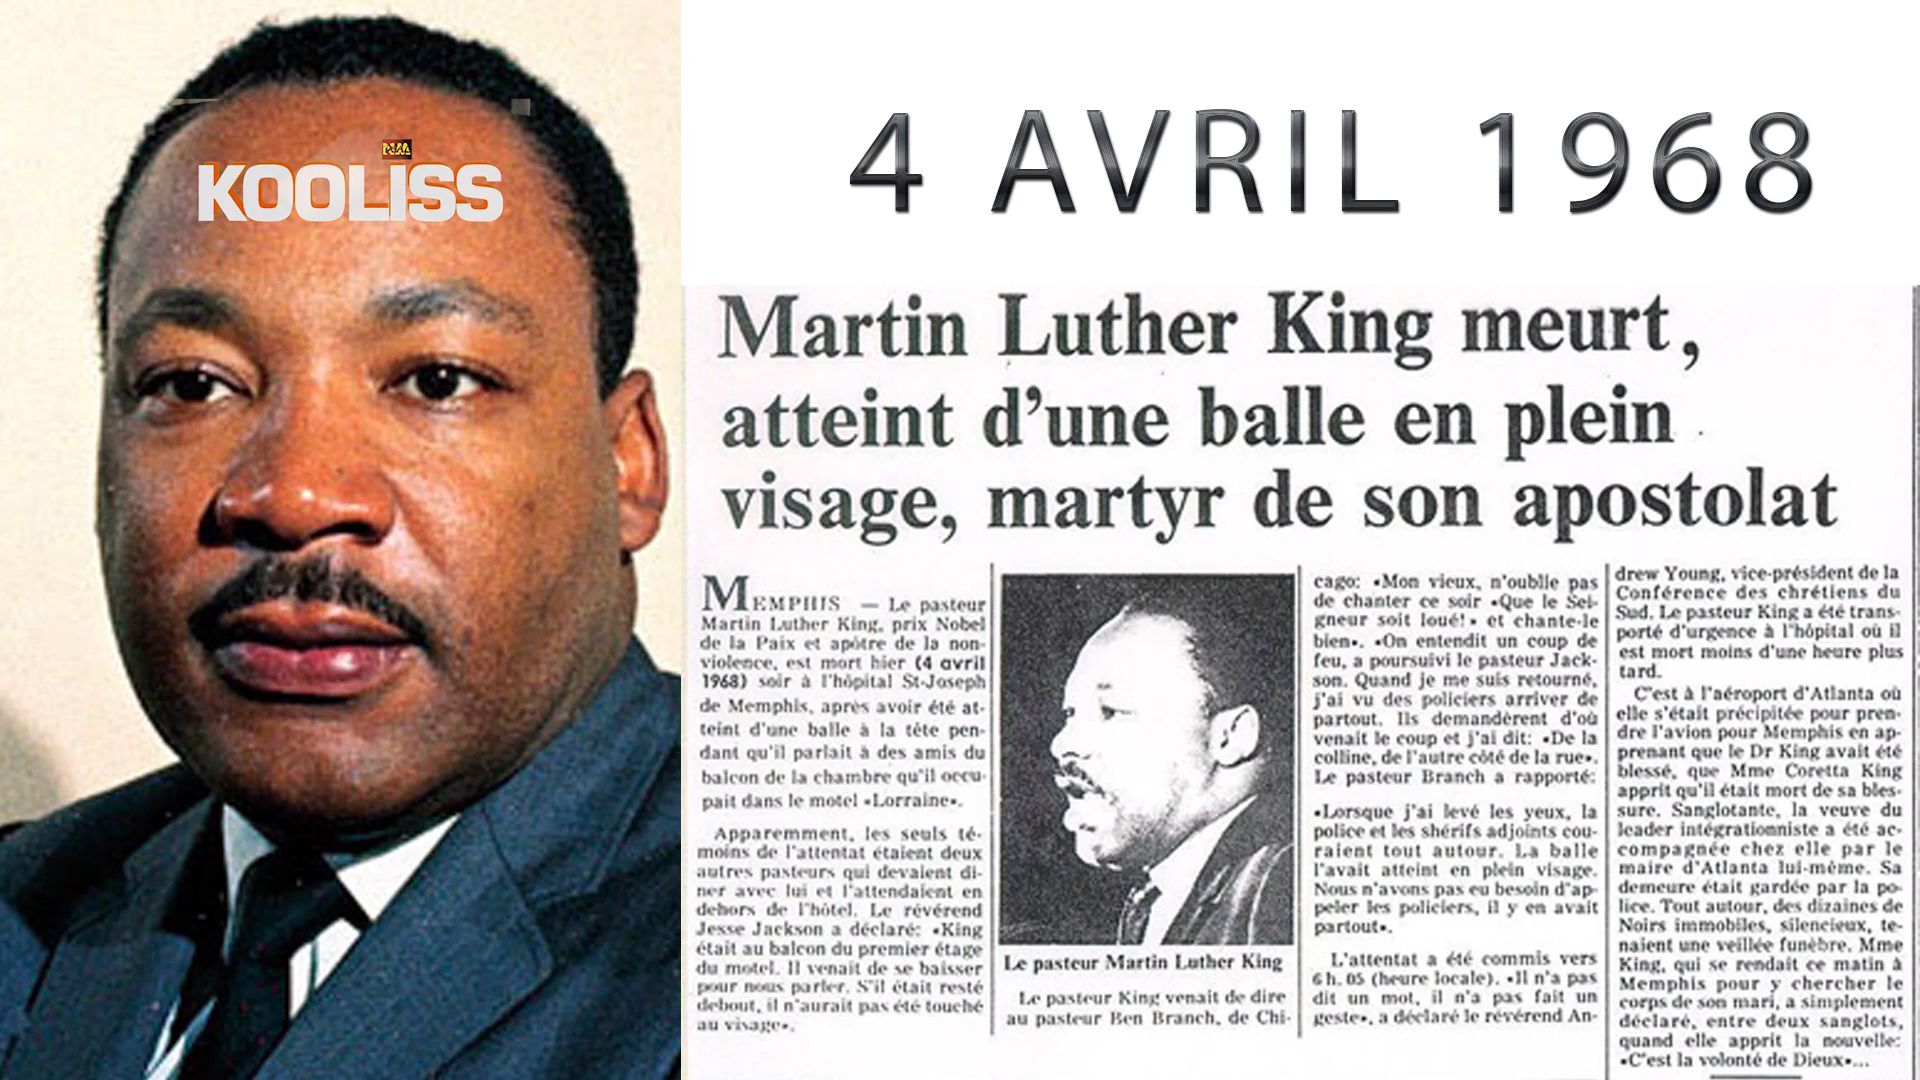 KOOLISS
4 AVRIL 1968
Martin Luther King meurt,
atteint d'une balle en plein
visage, martyr de son apostolat
MEMPHIS — Le pasteur
Martin Luther King, prix Nobel
de la Paix et apôtre de la non-
violence, est mort hier (4 avril
1968) soir à l'hôpital St-Joseph
de Memphis, après avoir été at-
teint d'une balle à la tête pen-
dant qu'il parlait à des amis du
balcon de la chambre qu'il occu-
pait dans le motel «Lorraine».
Apparemment, les seuls té-
moins de l'attentat étaient deux
autres pasteurs qui devaient di-
ner avec lui et l'attendaient en
dehors de l'hôtel. Le révérend
Jesse Jackson a déclaré: «King
était au balcon du premier étage
du motel. Il venait de se baisser
pour nous parler. S'il était resté
debout, il n'aurait pas été touché
au visage».
Le pasteur Martin Luther King
Le pasteur King venait de dire
au pasteur Ben Branch, de Chi-
cago: «Mon vieux, n'oublie pas
de chanter ce soir «Que le Sei-
gneur soit loué!» et chante-le
bien». «On entendit un coup de
feu, a poursuivi le pasteur Jack-
son. Quand je me suis retourné,
j'ai vu des policiers arriver de
partout. Ils demandèrent d'où
venait le coup et j'ai dit: «De la
colline, de l'autre côté de la rue».
Le pasteur Branch a rapporté:
«Lorsque j'ai levé les yeux, la
police et les shérifs adjoints cou-
raient tout autour. La balle
l'avait atteint en plein visage.
Nous n'avons pas eu besoin d'ap-
peler les policiers, il y en avait
partout».
L'attentat a été commis vers
6 h. 05 (heure locale). «Il n'a pas
dit un mot, il n'a pas fait un
geste», a déclaré le révérend An-
drew Young, vice-président de la
Conférence des chrétiens du
Sud. Le pasteur King a été trans-
porté d'urgence à l'hôpital où il
est mort moins d'une heure plus
tard.
C'est à l'aéroport d'Atlanta où
elle s'était précipitée pour pren-
dre l'avion pour Memphis en ap-
prenant que le Dr King avait été
blessé, que Mme Coretta King
apprit qu'il était mort de sa bles-
sure. Sanglotante, la veuve du
leader intégrationniste a été ac-
compagnée chez elle par le
maire d'Atlanta lui-même. Sa
demeure était gardée par la po-
lice. Tout autour, des dizaines de
Noirs immobiles, silencieux, te-
naient une veillée funèbre. Mme
King, qui se rendait ce matin à
Memphis pour y chercher le
corps de son mari, a simplement
déclaré, entre deux sanglots,
quand elle apprit la nouvelle:
«C'est la volonté de Dieux»...